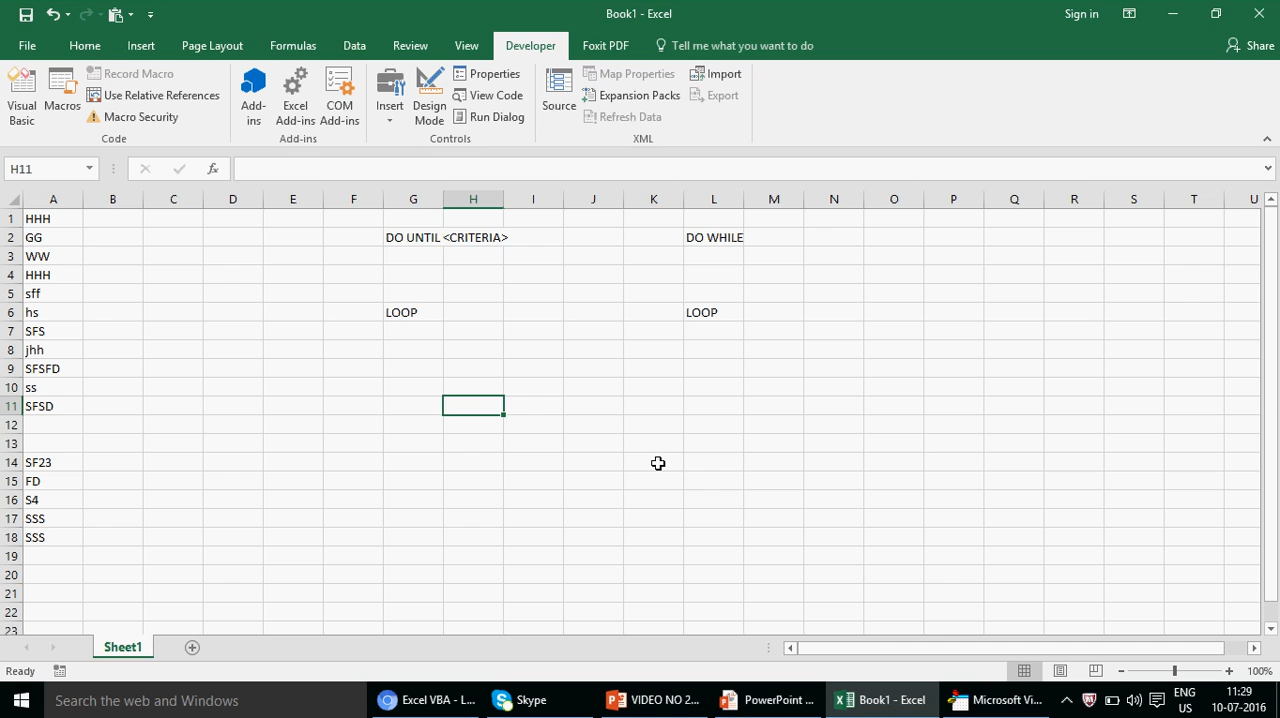 Book1 - Excel
Sign in
File Home Insert Page Layout Formulas Data Review View Developer Foxit PDF Tell me what you want to do Share
Visual Basic
Macros
Record Macro
Use Relative References
Macro Security
Code
Add-ins
Excel Add-ins
COM Add-ins
Add-ins
Insert
Design Mode
Properties
View Code
Run Dialog
Controls
Source
Map Properties
Expansion Packs
Refresh Data
Import
Export
XML
H11 fx
A B C D E F G H I J K L M N O P Q R S T U
1 HHH
2 GG DO UNTIL <CRITERIA> DO WHILE
3 WW
4 HHH
5 sff
6 hs LOOP LOOP
7 SFS
8 jhh
9 SFSFD
10 ss
11 SFSD
12
13
14 SF23
15 FD
16 S4
17 SSS
18 SSS
19
20
21
22
23
Sheet1
Ready 100%
Search the web and Windows Excel VBA - L... Skype VIDEO NO 2... PowerPoint ... Book1 - Excel Microsoft Vi... ENG 11:29
US 10-07-2016